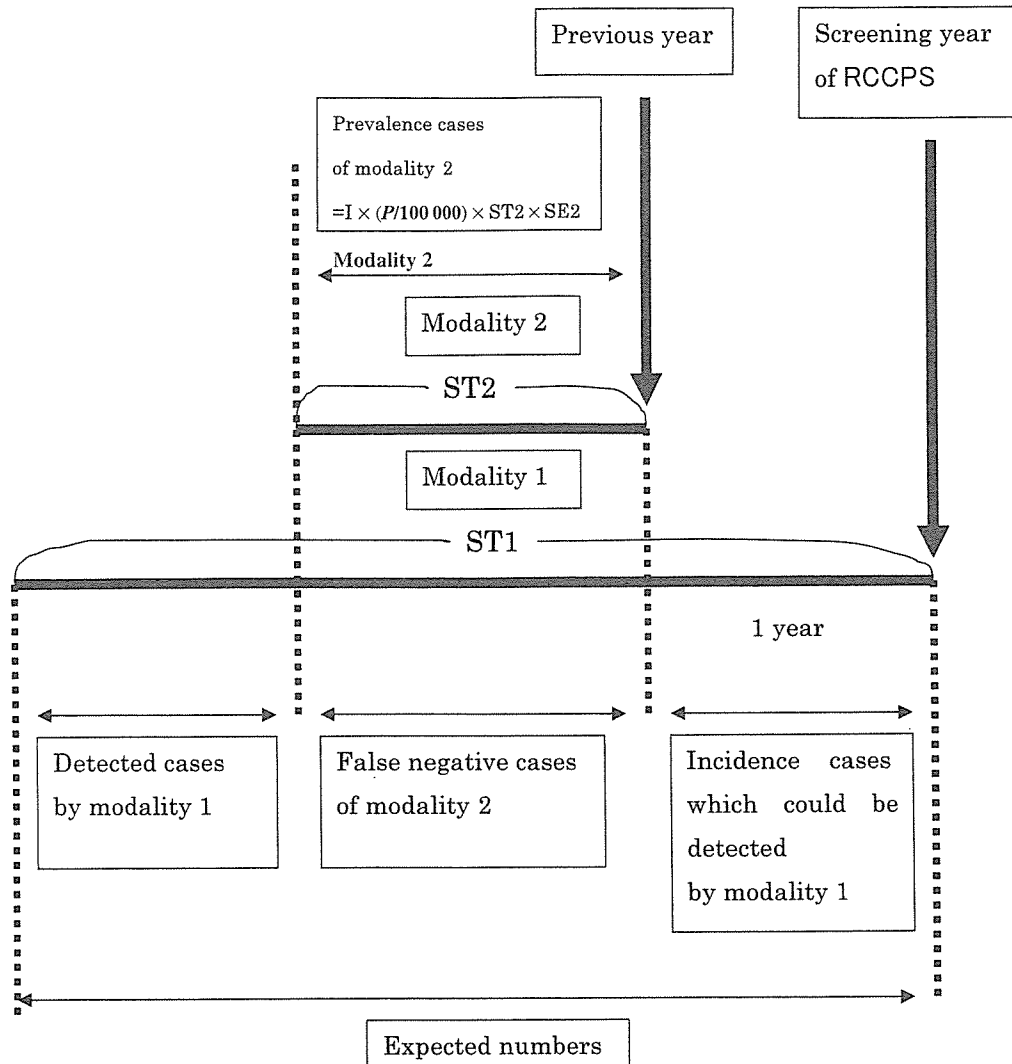 Previous year
Screening year
of RCCPS
Prevalence cases
of modality 2
=I × (P/100 000) × ST2 × SE2
Modality 2
Modality 2
ST2
Modality 1
ST1
1 year
Detected cases
by modality 1
False negative cases
of modality 2
Incidence cases
which could be
detected
by modality 1
Expected numbers